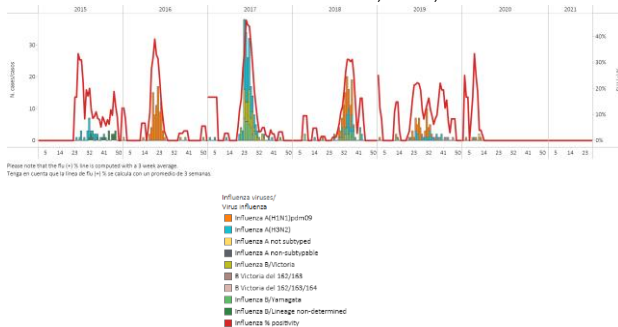 2015 2016 2017 2018 2019 2020 2021
N. cases/casos
30
20
10
0
40%
30%
20%
10%
0%
5 14 23 32 41 50 5 14 23 32 41 50 5 14 23 32 41 50 5 14 23 32 41 50 5 14 23 32 41 50 5 14 23 32 41 50 5 14 23
Please note that the flu (+) % line is computed with a 3 week average.
Tenga en cuenta que la línea de flu (+) % se calcula con un promedio de 3 semanas.
Influenza viruses/
Virus influenza
Influenza A(H1N1)pdm09
Influenza A(H3N2)
Influenza A not subtyped
Influenza A non-subtypable
Influenza B/Victoria
B Victoria del 162/163
B Victoria del 162/163/164
Influenza B/Yamagata
Influenza B/Lineage non-determined
Influenza % positivity